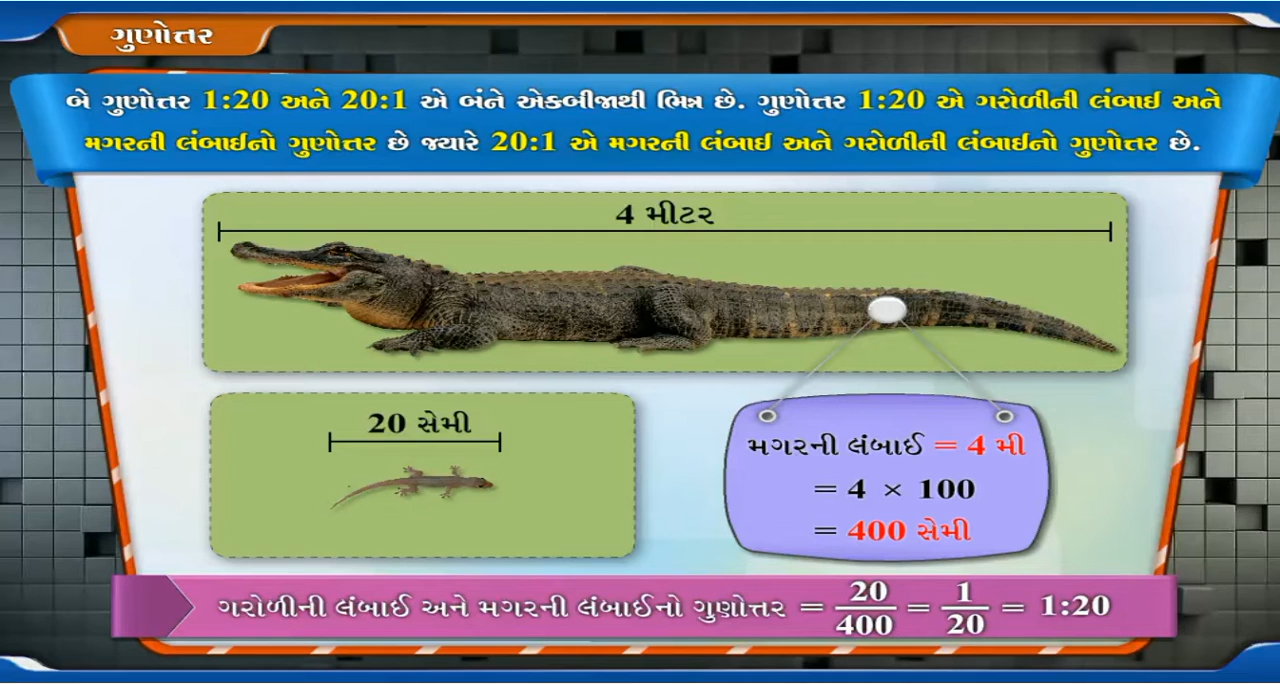 ગુણોત્તર
બે ગુણોત્તર 1:20 અને 20:1 એ બંને એકબીજાથી ભિન્ન છે. ગુણોત્તર 1:20 એ ગરોળીની લંબાઇ અને
મગરની લંબાઇનો ગુણોત્તર છે જ્યારે 20:1 એ મગરની લંબાઇ અને ગરોળીની લંબાઇનો ગુણોત્તર છે.
4 મીટર
20 સેમી
મગરની લંબાઈ = 4 મી
= 4 × 100
= 400 સેમી
ગરોળીની લંબાઈ અને મગરની લંબાઈનો ગુણોત્તર = 20/400 = 1/20 = 1:20